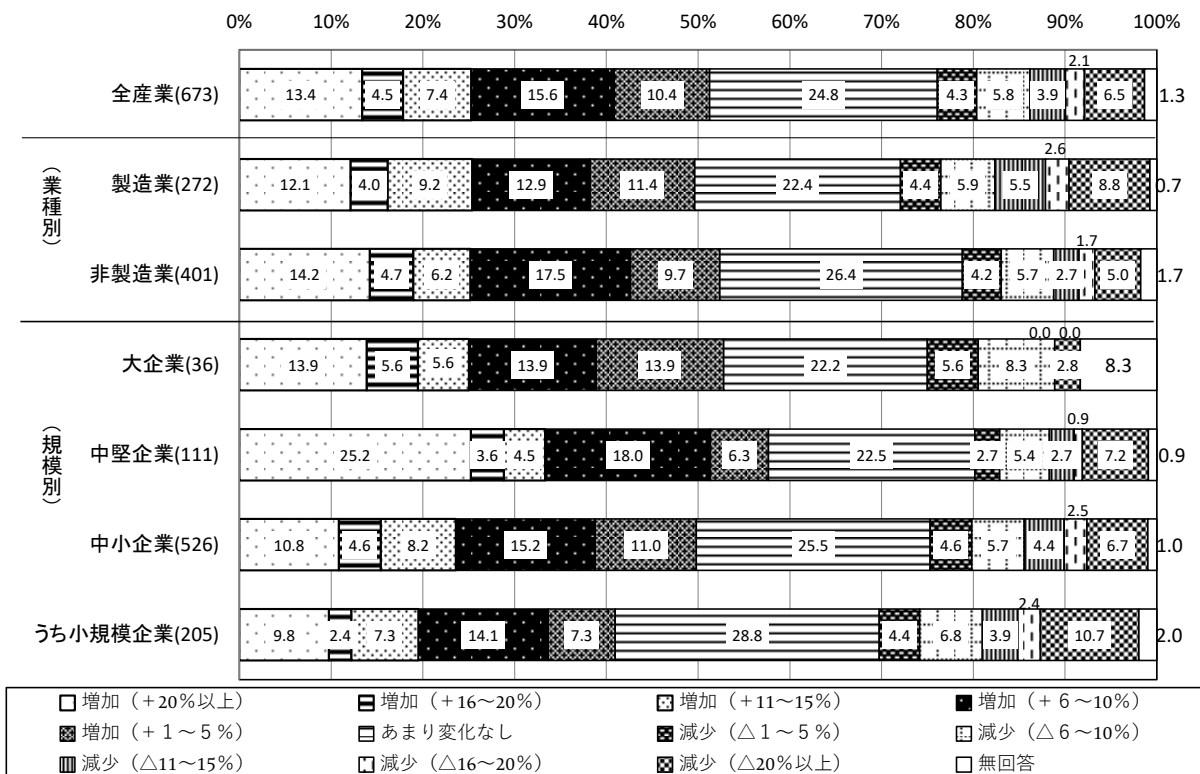 0% 10% 20% 30% 40% 50% 60% 70% 80% 90% 100%
2.1
全産業(673) 13.4 4.5 7.4 15.6 10.4 24.8 4.3 5.8 3.9 6.5 1.3
(業種別)
2.6
製造業(272) 12.1 4.0 9.2 12.9 11.4 22.4 4.4 5.9 5.5 8.8 0.7
1.7
非製造業(401) 14.2 4.7 6.2 17.5 9.7 26.4 4.2 5.7 2.7 5.0 1.7
(規模別)
0.0 0.0
大企業(36) 13.9 5.6 5.6 13.9 13.9 22.2 5.6 8.3 2.8 8.3
0.9
中堅企業(111) 25.2 3.6 4.5 18.0 6.3 22.5 2.7 5.4 2.7 7.2 0.9
2.5
中小企業(526) 10.8 4.6 8.2 15.2 11.0 25.5 4.6 5.7 4.4 6.7 1.0
2.4
うち小規模企業(205) 9.8 2.4 7.3 14.1 7.3 28.8 4.4 6.8 3.9 10.7 2.0
増加（+20%以上） 増加（+16～20%） 増加（+11～15%） 増加（+６～10%）
増加（+１～５%） あまり変化なし 減少（△１～５%） 減少（△６～10%）
減少（△11～15%） 減少（△16～20%） 減少（△20%以上） 無回答